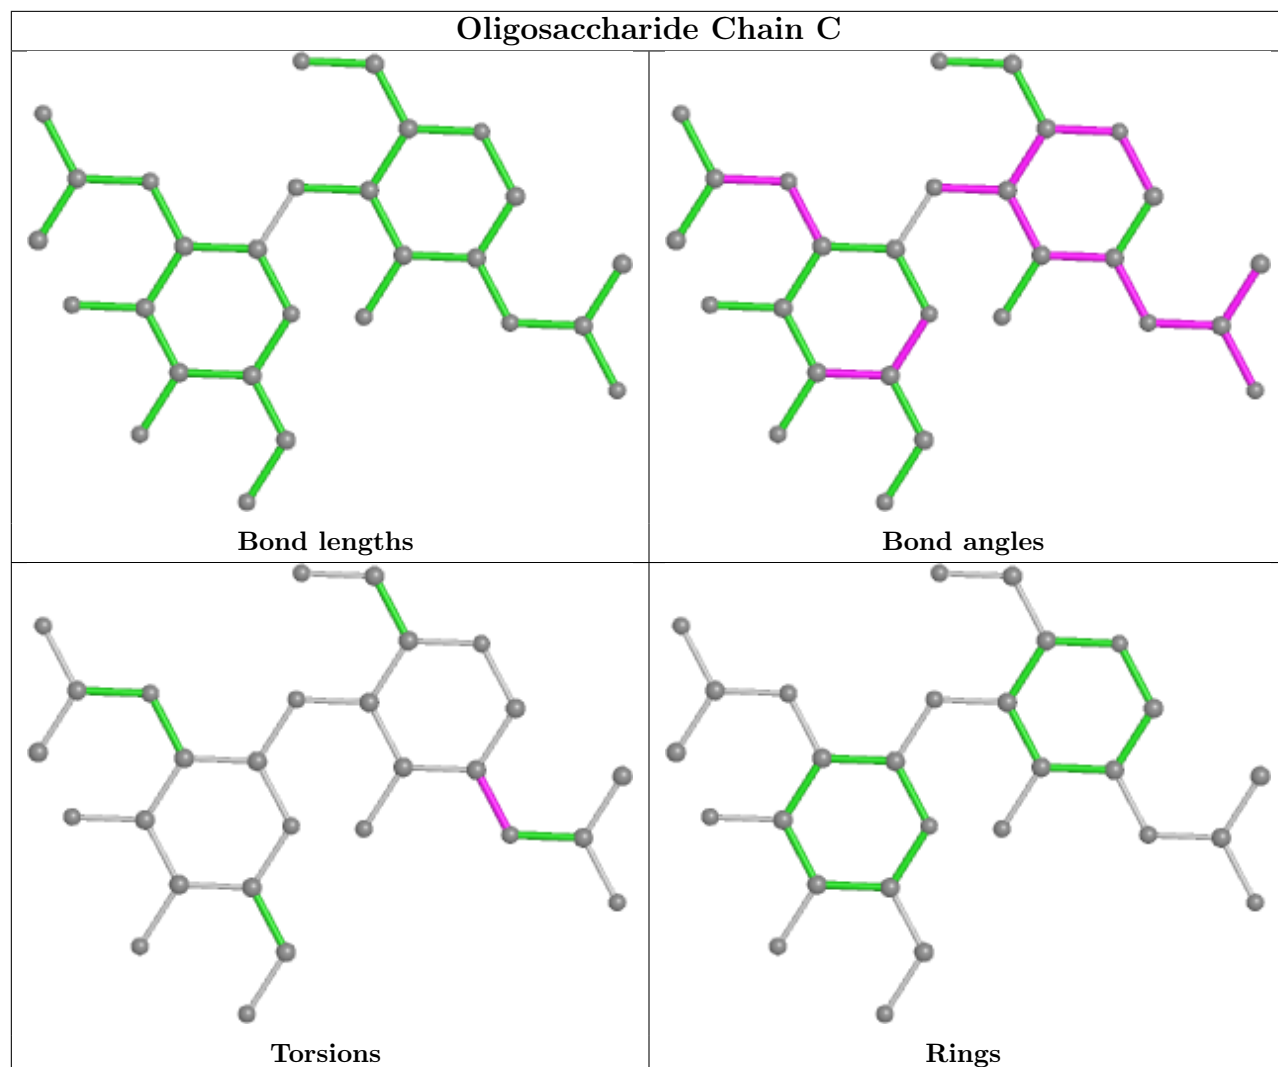 Oligosaccharide Chain C
Bond lengths
Bond angles
Torsions
Rings